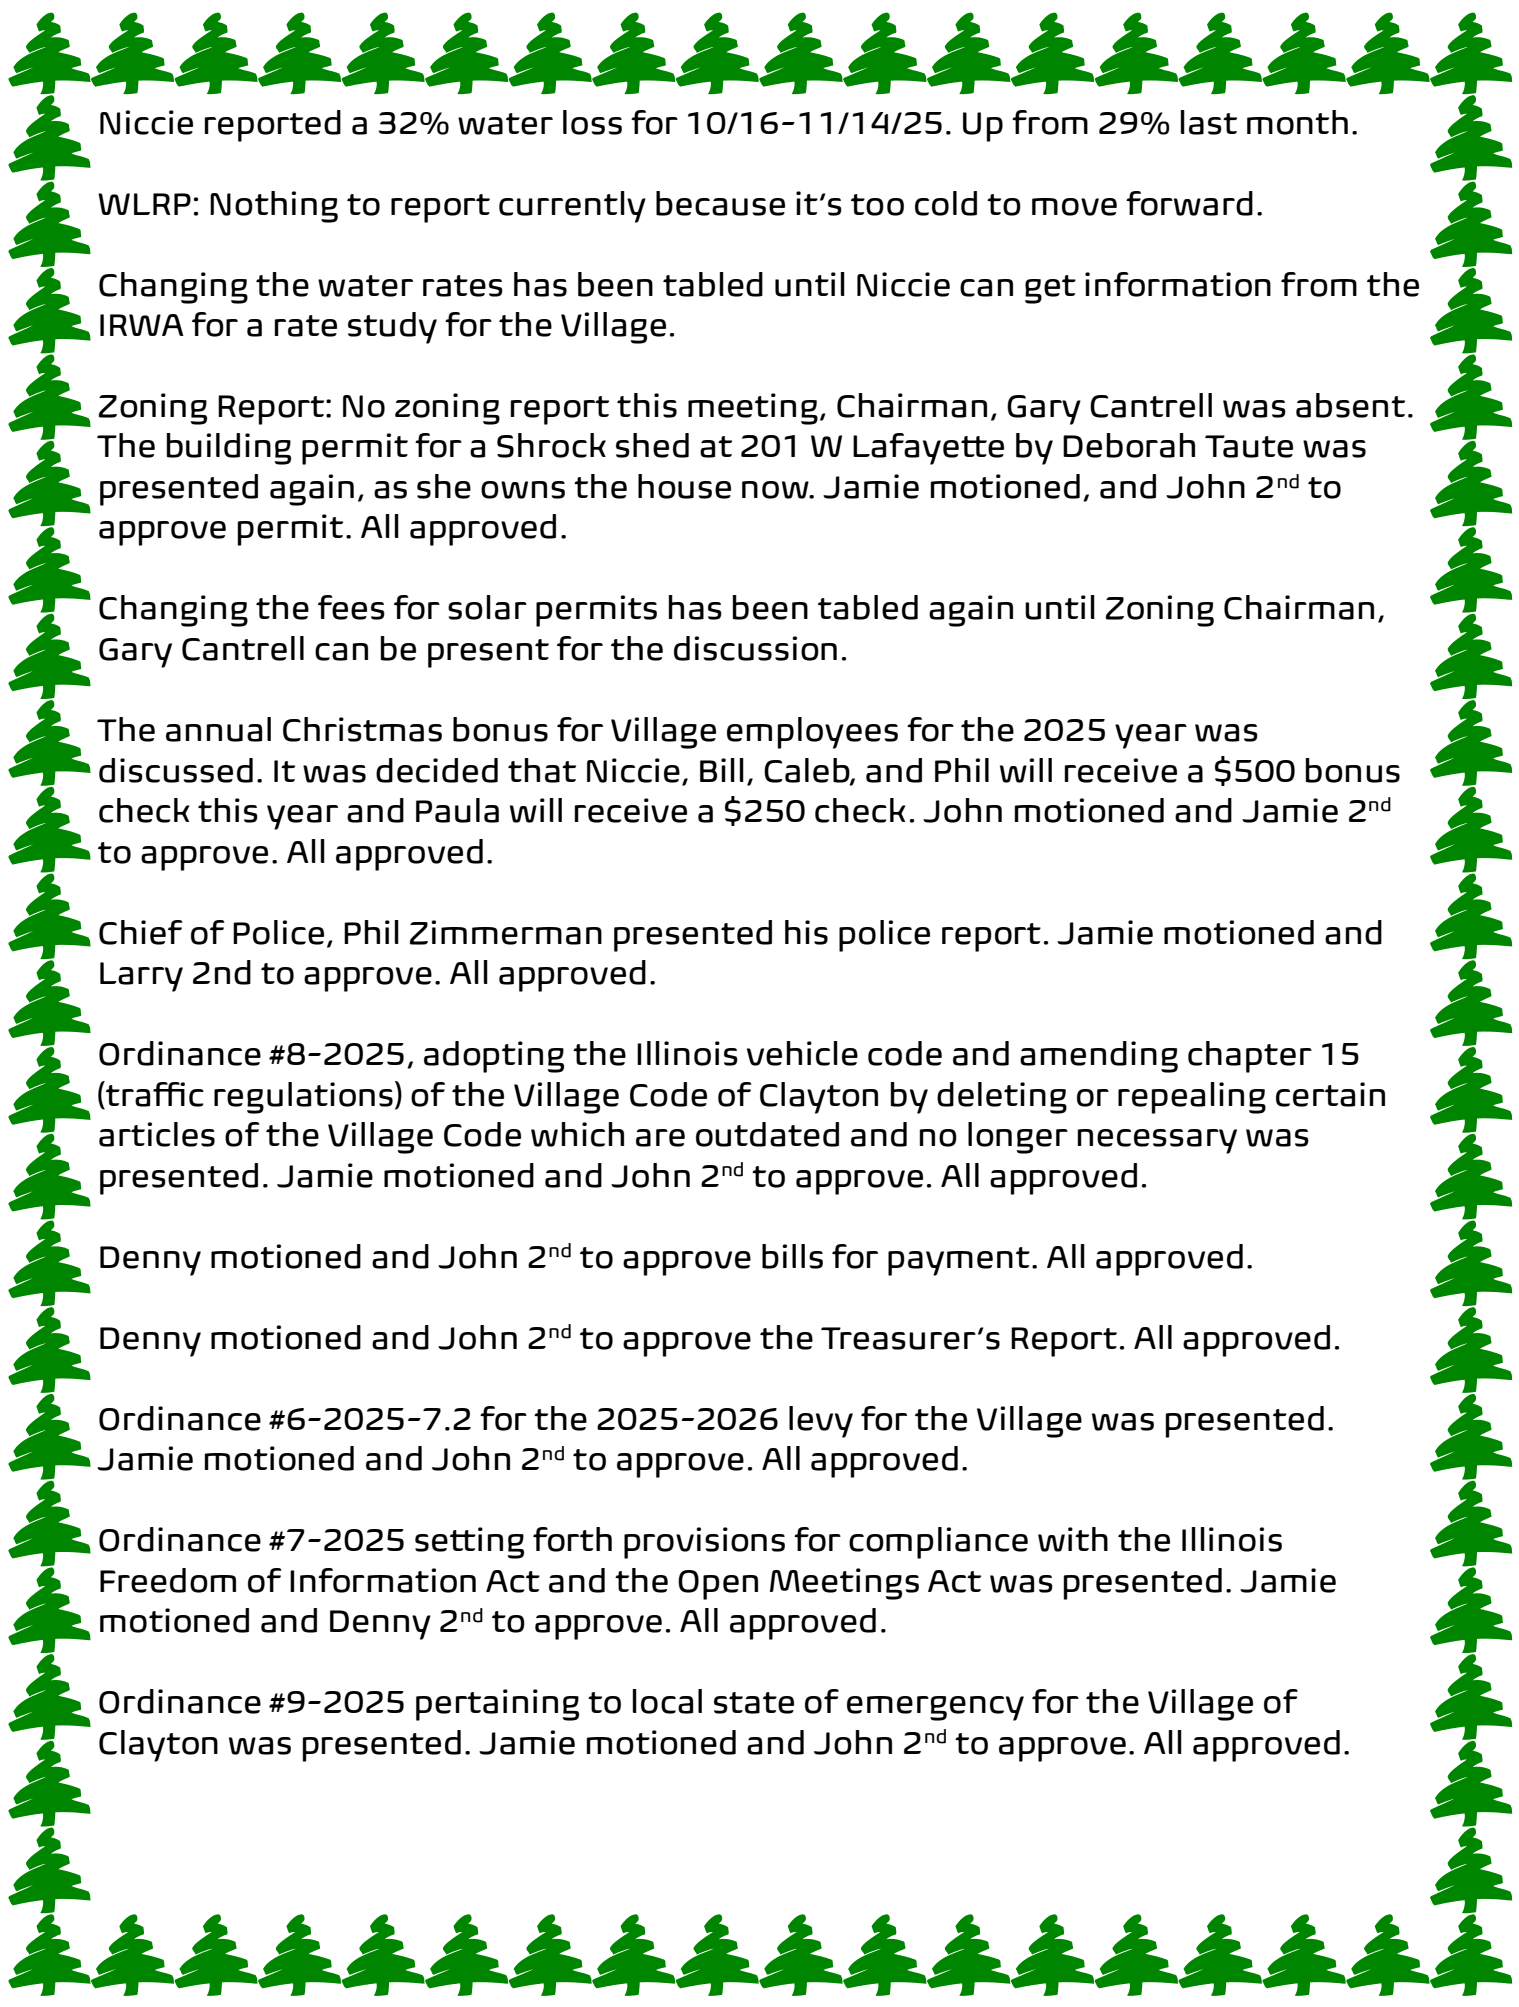 Niccie reported a 32% water loss for 10/16-11/14/25. Up from 29% last month.
WLRP: Nothing to report currently because it’s too cold to move forward.
Changing the water rates has been tabled until Niccie can get information from the
IRWA for a rate study for the Village.
Zoning Report: No zoning report this meeting, Chairman, Gary Cantrell was absent.
The building permit for a Shrock shed at 201 W Lafayette by Deborah Taute was
presented again, as she owns the house now. Jamie motioned, and John 2nd to
approve permit. All approved.
Changing the fees for solar permits has been tabled again until Zoning Chairman,
Gary Cantrell can be present for the discussion.
The annual Christmas bonus for Village employees for the 2025 year was
discussed. It was decided that Niccie, Bill, Caleb, and Phil will receive a $500 bonus
check this year and Paula will receive a $250 check. John motioned and Jamie 2nd
to approve. All approved.
Chief of Police, Phil Zimmerman presented his police report. Jamie motioned and
Larry 2nd to approve. All approved.
Ordinance #8-2025, adopting the Illinois vehicle code and amending chapter 15
(traffic regulations) of the Village Code of Clayton by deleting or repealing certain
articles of the Village Code which are outdated and no longer necessary was
presented. Jamie motioned and John 2nd to approve. All approved.
Denny motioned and John 2nd to approve bills for payment. All approved.
Denny motioned and John 2nd to approve the Treasurer’s Report. All approved.
Ordinance #6-2025-7.2 for the 2025-2026 levy for the Village was presented.
Jamie motioned and John 2nd to approve. All approved.
Ordinance #7-2025 setting forth provisions for compliance with the Illinois
Freedom of Information Act and the Open Meetings Act was presented. Jamie
motioned and Denny 2nd to approve. All approved.
Ordinance #9-2025 pertaining to local state of emergency for the Village of
Clayton was presented. Jamie motioned and John 2nd to approve. All approved.